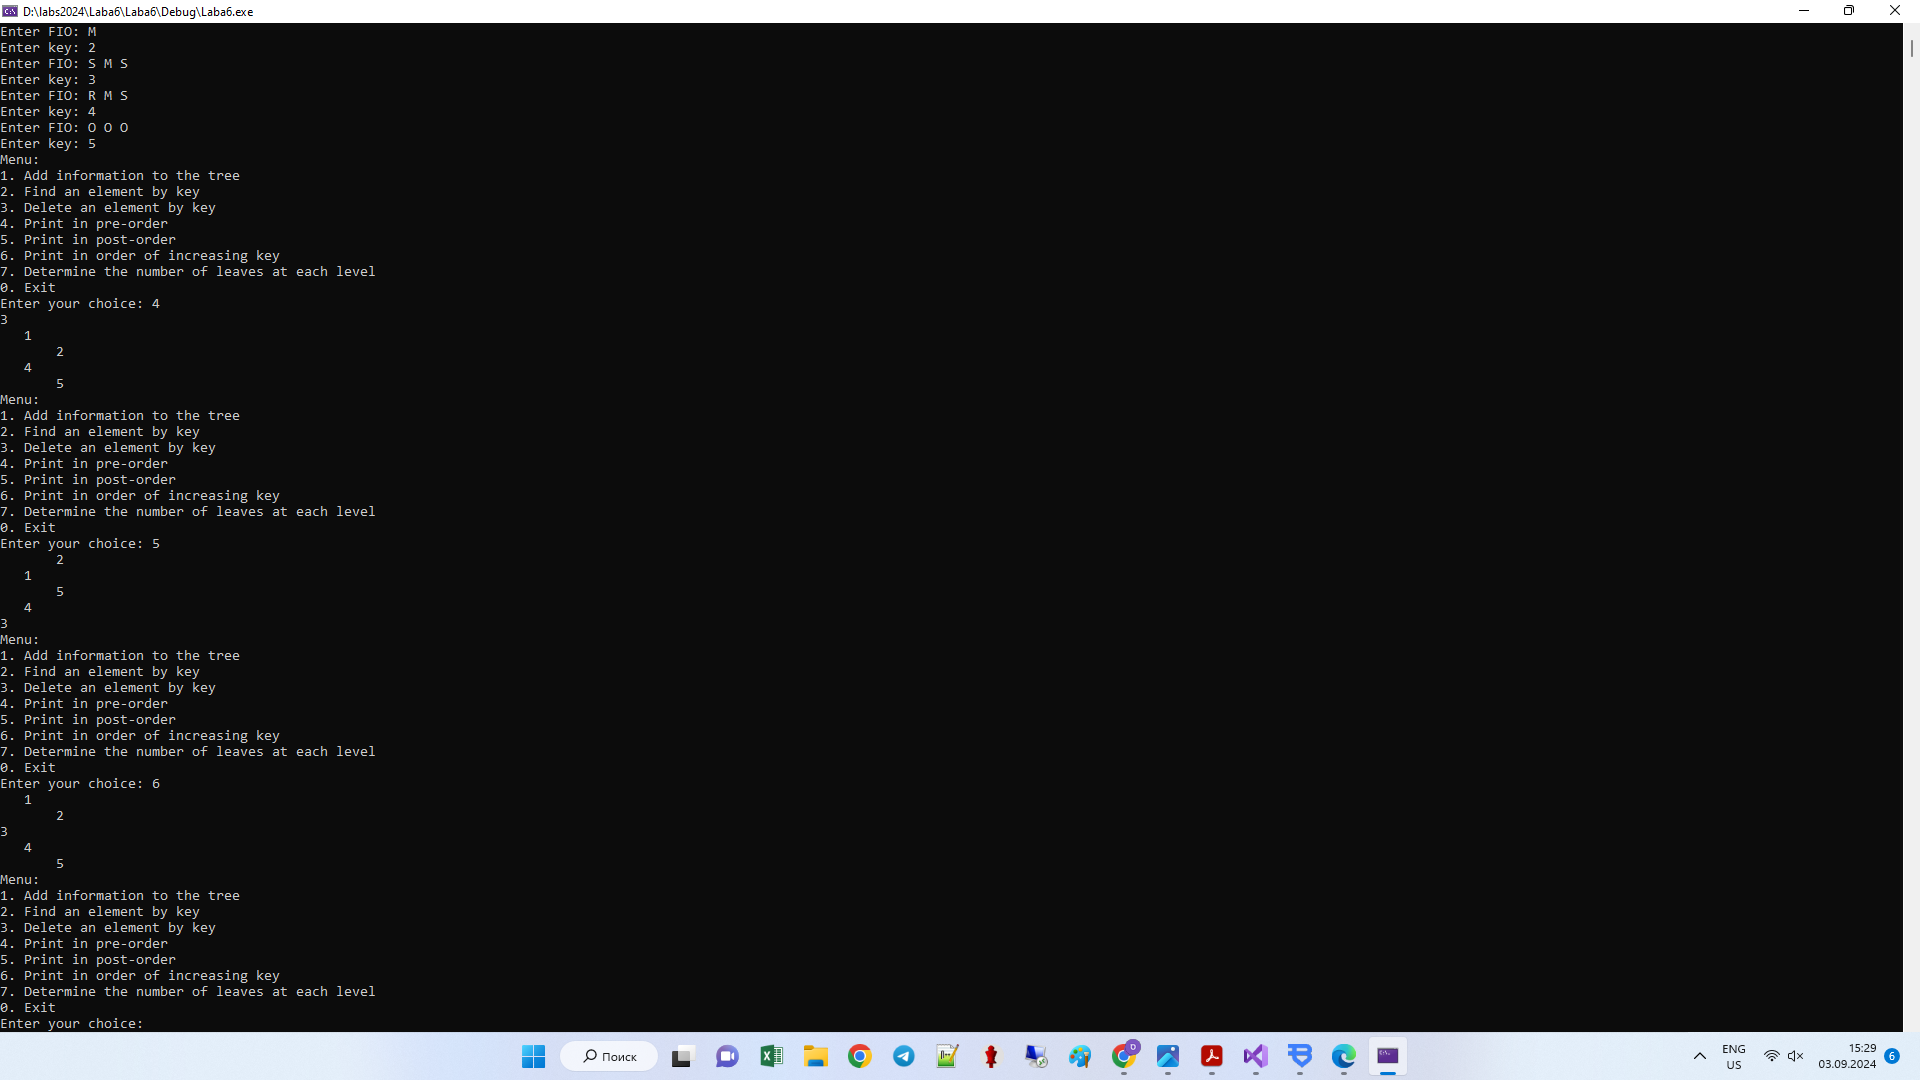 D:\labs2024\Laba6\Laba6\Debug\Laba6.exe
Enter FIO: M
Enter key: 2
Enter FIO: S M S
Enter key: 3
Enter FIO: R M S
Enter key: 4
Enter FIO: O O O
Enter key: 5
Menu:
1. Add information to the tree
2. Find an element by key
3. Delete an element by key
4. Print in pre-order
5. Print in post-order
6. Print in order of increasing key
7. Determine the number of leaves at each level
0. Exit
Enter your choice: 4
3
   1
       2
   4
       5
Menu:
1. Add information to the tree
2. Find an element by key
3. Delete an element by key
4. Print in pre-order
5. Print in post-order
6. Print in order of increasing key
7. Determine the number of leaves at each level
0. Exit
Enter your choice: 5
       2
   1
       5
   4
3
Menu:
1. Add information to the tree
2. Find an element by key
3. Delete an element by key
4. Print in pre-order
5. Print in post-order
6. Print in order of increasing key
7. Determine the number of leaves at each level
0. Exit
Enter your choice: 6
   1
       2
3
   4
       5
Menu:
1. Add information to the tree
2. Find an element by key
3. Delete an element by key
4. Print in pre-order
5. Print in post-order
6. Print in order of increasing key
7. Determine the number of leaves at each level
0. Exit
Enter your choice:
Поиск
ENG
US
15:29
03.09.2024
6